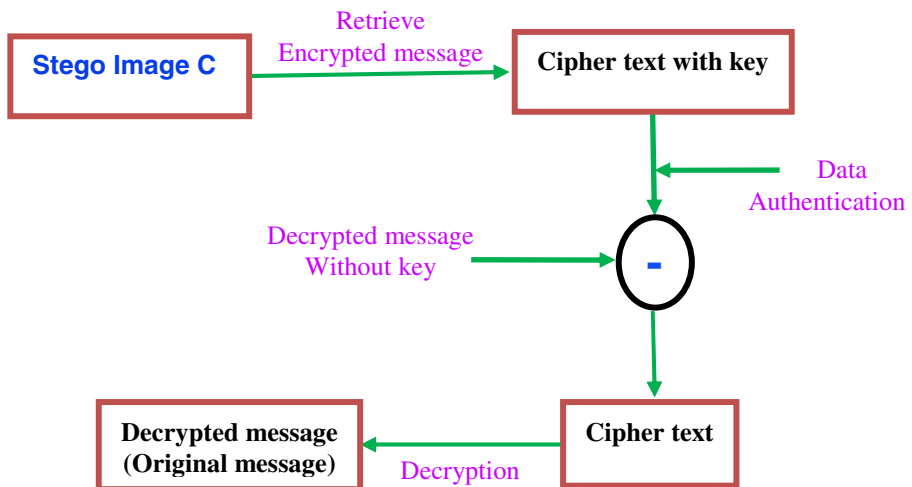 Stego Image C
Retrieve
Encrypted message
Cipher text with key
Data
Authentication
Decrypted message
Without key
-
Cipher text
Decryption
Decrypted message
(Original message)